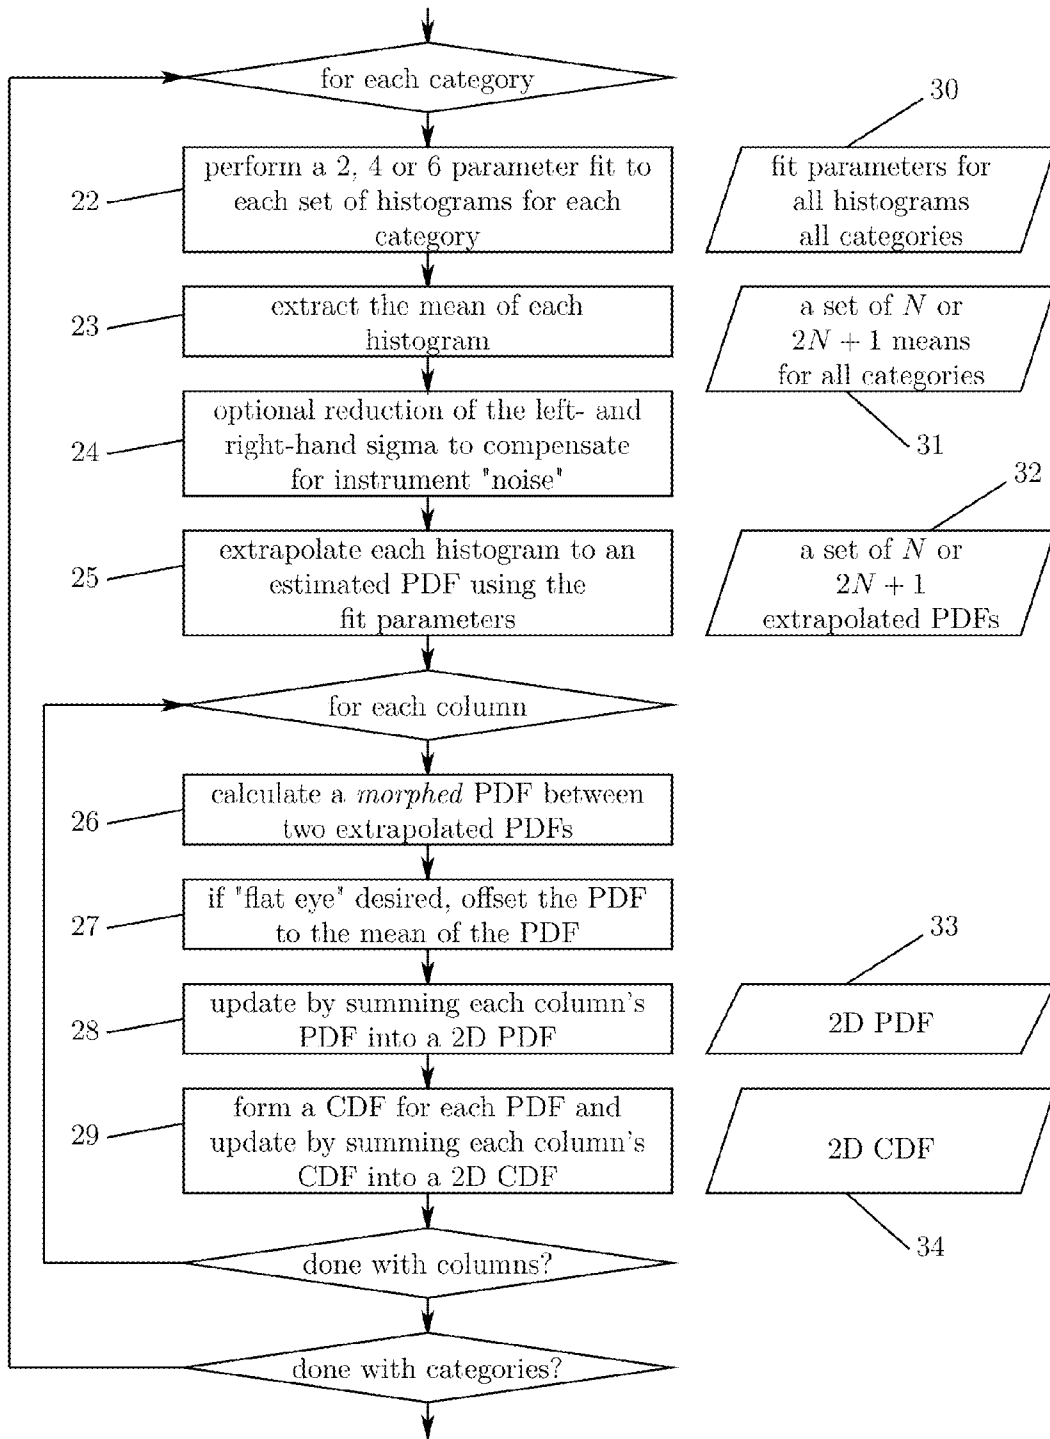 for each category
30
22
perform a 2, 4 or 6 parameter fit to
each set of histograms for each
category
fit parameters for
all histograms
all categories
23
extract the mean of each
histogram
a set of N or
2N + 1 means
for all categories
24
optional reduction of the left- and
right-hand sigma to compensate
for instrument "noise"
31
32
25
extrapolate each histogram to an
estimated PDF using the
fit parameters
a set of N or
2N + 1
extrapolated PDFs
for each column
26
calculate a morphed PDF between
two extrapolated PDFs
27
if "flat eye" desired, offset the PDF
to the mean of the PDF
33
28
update by summing each column's
PDF into a 2D PDF
2D PDF
29
form a CDF for each PDF and
update by summing each column's
CDF into a 2D CDF
2D CDF
34
done with columns?
done with categories?